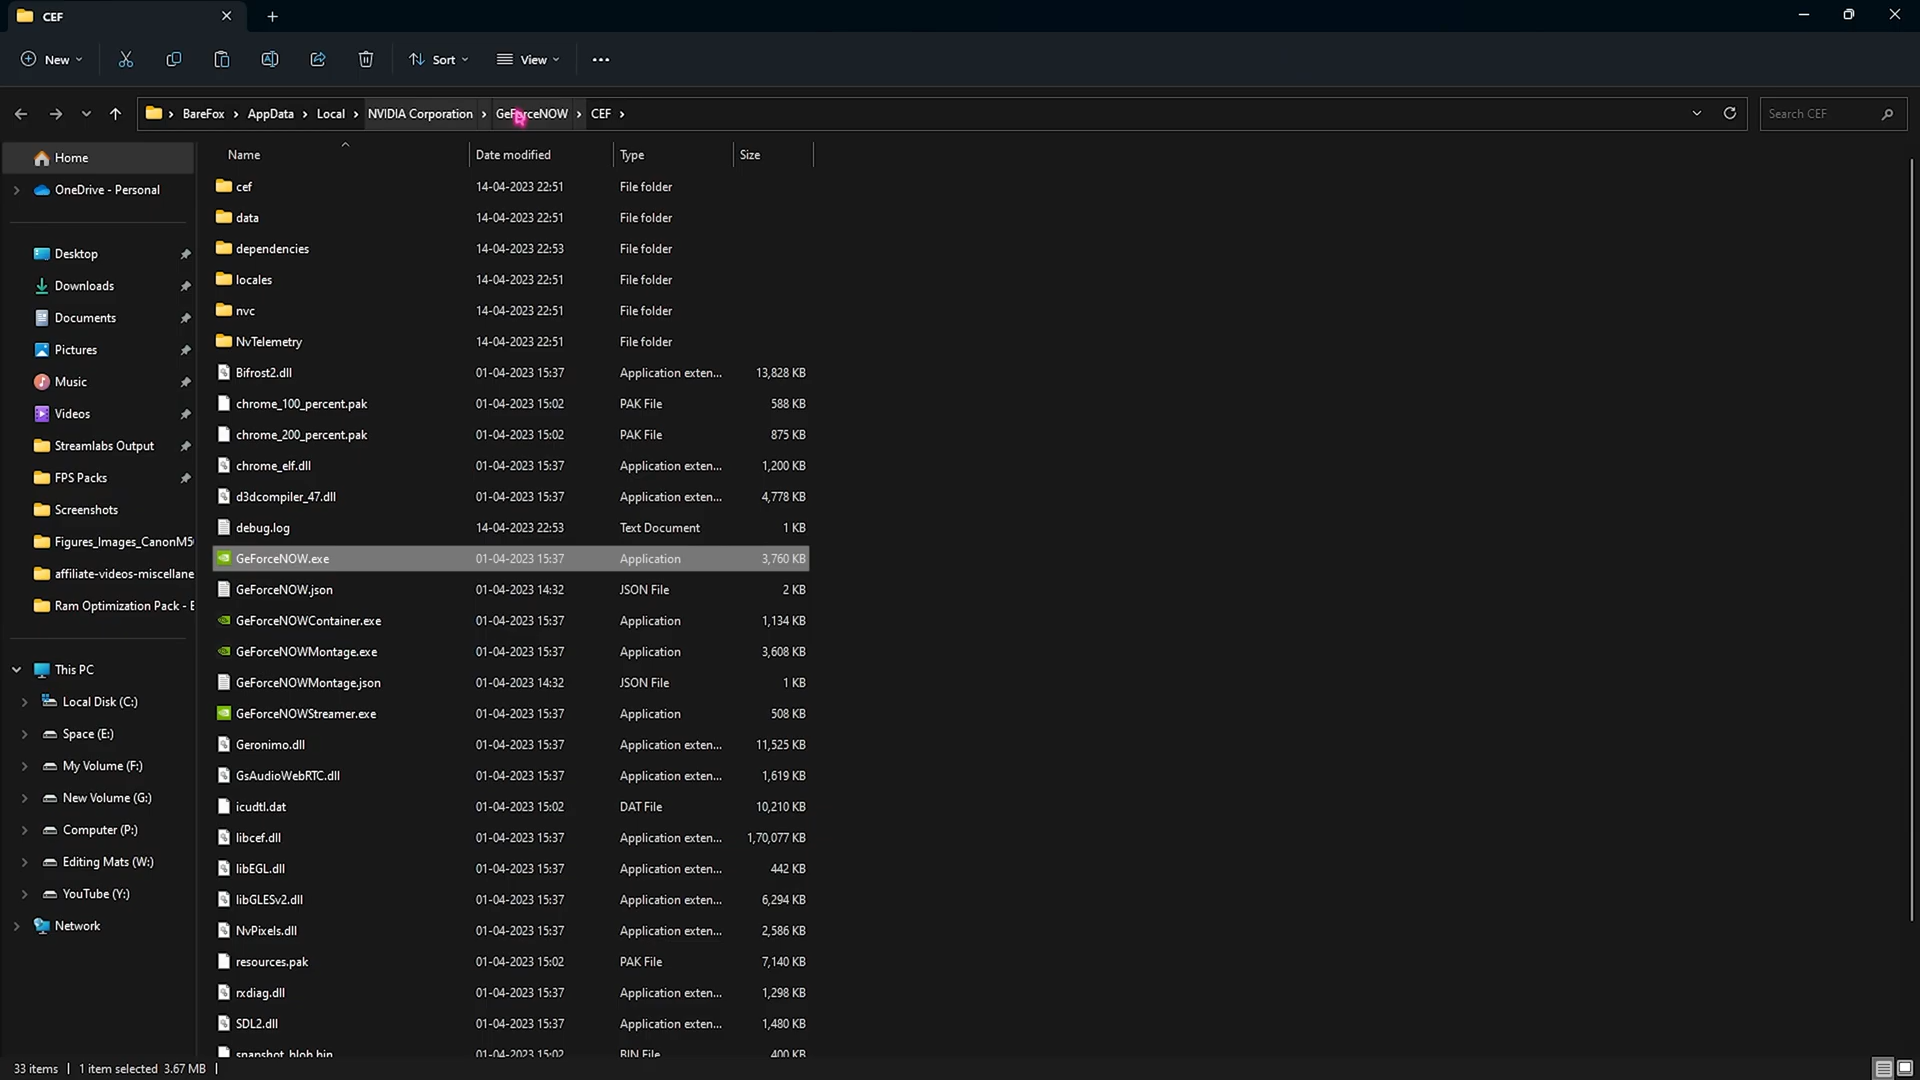 CEF
New
Sort
View
BareFox
AppData
Local
NVIDIA Corporation
GeForceNOW
CEF
Search CEF
Home
OneDrive - Personal
Desktop
Downloads
Documents
Pictures
Music
Videos
Streamlabs Output
FPS Packs
Screenshots
Figures_Images_CanonM5
affiliate-videos-miscellane
Ram Optimization Pack - E
This PC
Local Disk (C:)
Space (E:)
My Volume (F:)
New Volume (G:)
Computer (P:)
Editing Mats (W:)
YouTube (Y:)
Network
Name Date modified Type Size
cef 14-04-2023 22:51 File folder
data 14-04-2023 22:51 File folder
dependencies 14-04-2023 22:53 File folder
locales 14-04-2023 22:51 File folder
nvc 14-04-2023 22:51 File folder
NvTelemetry 14-04-2023 22:51 File folder
Bifrost2.dll 01-04-2023 15:37 Application exten... 13,828 KB
chrome_100_percent.pak 01-04-2023 15:02 PAK File 588 KB
chrome_200_percent.pak 01-04-2023 15:02 PAK File 875 KB
chrome_elf.dll 01-04-2023 15:37 Application exten... 1,200 KB
d3dcompiler_47.dll 01-04-2023 15:37 Application exten... 4,778 KB
debug.log 14-04-2023 22:53 Text Document 1 KB
GeForceNOW.exe 01-04-2023 15:37 Application 3,760 KB
GeForceNOW.json 01-04-2023 14:32 JSON File 2 KB
GeForceNOWContainer.exe 01-04-2023 15:37 Application 1,134 KB
GeForceNOWMontage.exe 01-04-2023 15:37 Application 3,608 KB
GeForceNOWMontage.json 01-04-2023 14:32 JSON File 1 KB
GeForceNOWStreamer.exe 01-04-2023 15:37 Application 508 KB
Geronimo.dll 01-04-2023 15:37 Application exten... 11,525 KB
GsAudioWebRTC.dll 01-04-2023 15:37 Application exten... 1,619 KB
icudtl.dat 01-04-2023 15:02 DAT File 10,210 KB
libcef.dll 01-04-2023 15:37 Application exten... 1,70,077 KB
libEGL.dll 01-04-2023 15:37 Application exten... 442 KB
libGLESv2.dll 01-04-2023 15:37 Application exten... 6,294 KB
NvPixels.dll 01-04-2023 15:37 Application exten... 2,586 KB
resources.pak 01-04-2023 15:02 PAK File 7,140 KB
rxdiag.dll 01-04-2023 15:37 Application exten... 1,298 KB
SDL2.dll 01-04-2023 15:37 Application exten... 1,480 KB
snapshot_blob.bin 01-04-2023 15:02 BIN File 400 KB
33 items | 1 item selected 3.67 MB |